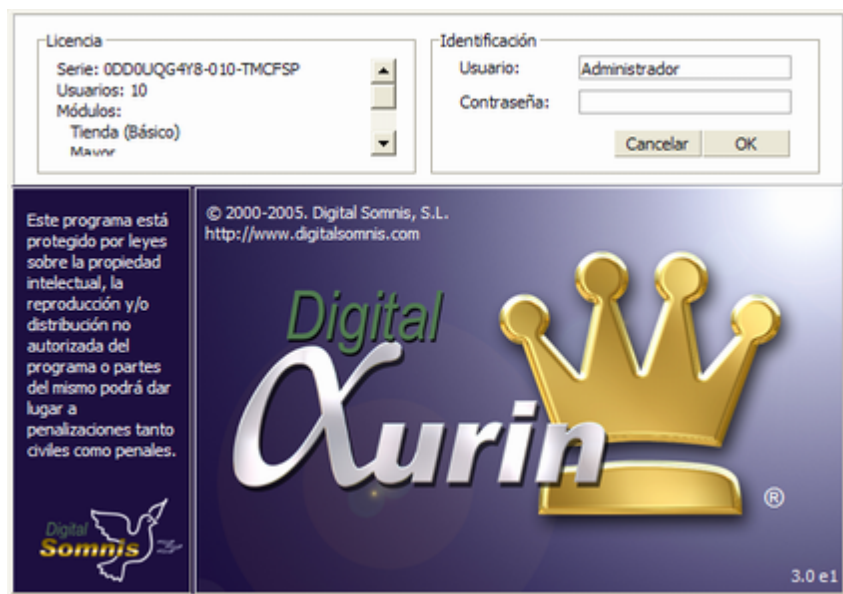 Licencia
Serie: 0DD0UQG4Y8-010-TMCFSP
Usuarios: 10
Módulos:
Tienda (Básico)
Mayor
Identificación
Usuario:
Administrador
Contraseña:
Cancelar
OK
Este programa está
protegido por leyes
sobre la propiedad
intelectual, la
reproducción y/o
distribución no
autorizada del
programa o partes
del mismo podrá dar
lugar a
penalizaciones tanto
civiles como penales.
Digital
Somnis
© 2000-2005. Digital Somnis, S.L.
http://www.digitalsomnis.com
Digital
αurin
®
3.0 e1